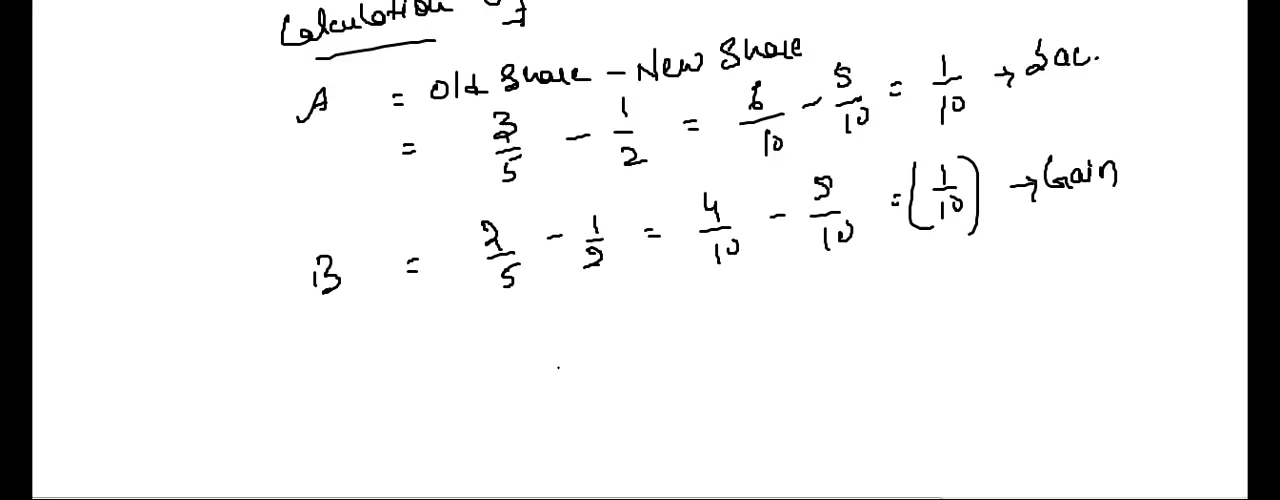 Calculation of
A = Old Share - New Share
= 3/5 - 1/2 = 6/10 - 5/10 = 1/10 → Sac.
B = 2/5 - 1/2 = 4/10 - 5/10 = (1/10) → Gain